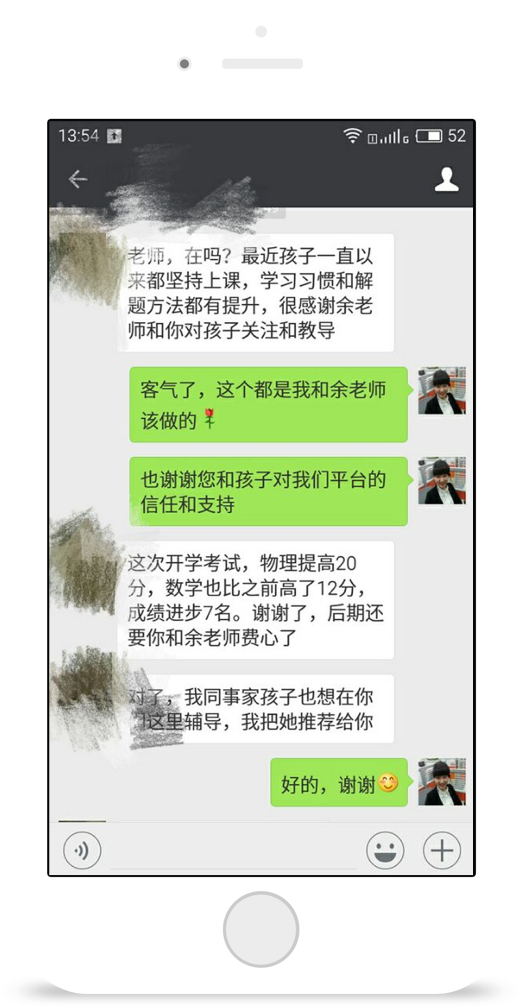 13:54
52
老师，在吗？最近孩子一直以
来都坚持上课，学习习惯和解
题方法都有提升，很感谢余老
师和你对孩子关注和教导
客气了，这个都是我和余老师
该做的
也谢谢您和孩子对我们平台的
信任和支持
这次开学考试，物理提高20
分，数学也比之前高了12分，
成绩进步7名。谢谢了，后期还
要你和余老师费心了
对了，我同事家孩子也想在你
这里辅导，我把她推荐给你
好的，谢谢